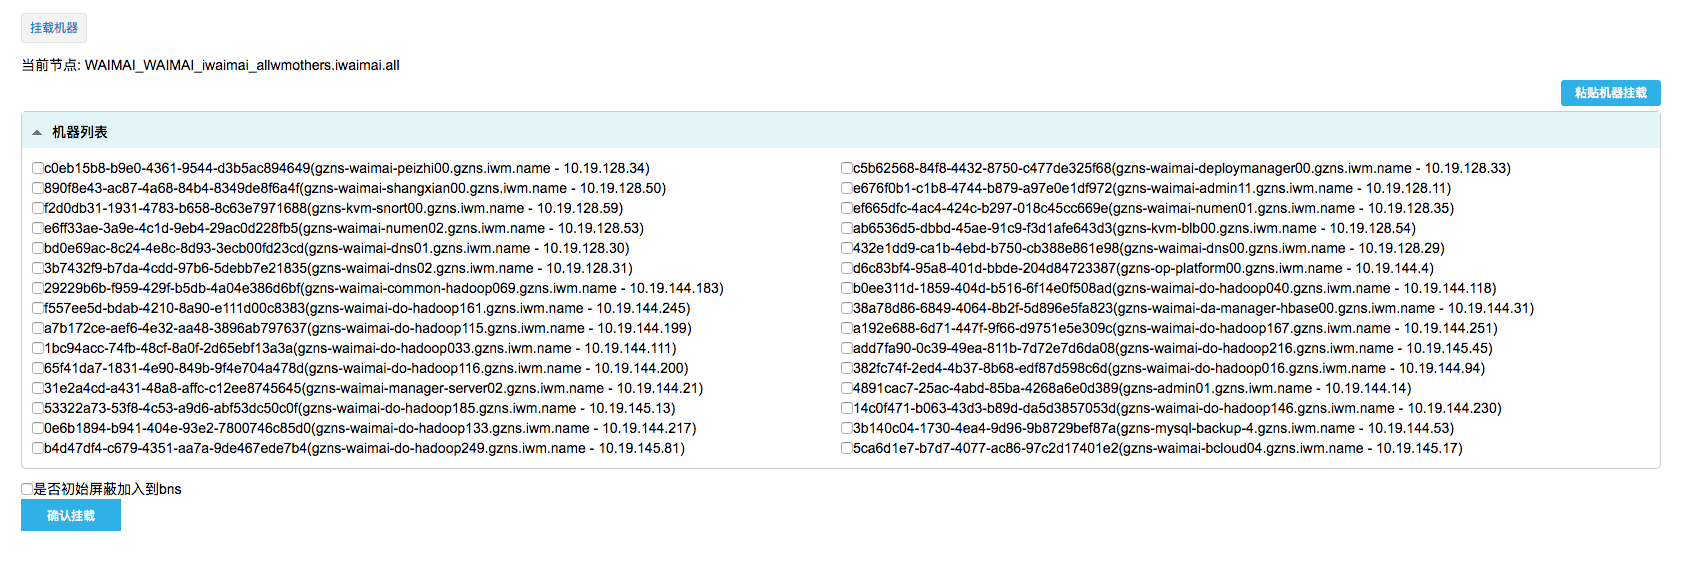 挂载机器
当前节点: WAIMAI_WAIMAI_iwaimai_allwmothers.iwaimai.all
粘贴机器挂载
机器列表
c0eb15b8-b9e0-4361-9544-d3b5ac894649(gzns-waimai-peizhi00.gzns.iwm.name - 10.19.128.34)
c5b62568-84f8-4432-8750-c477de325f68(gzns-waimai-deploymanager00.gzns.iwm.name - 10.19.128.33)
890f8e43-ac87-4a68-84b4-8349de8f6a4f(gzns-waimai-shangxian00.gzns.iwm.name - 10.19.128.50)
e676f0b1-c1b8-4744-b879-a97e0e1df972(gzns-waimai-admin11.gzns.iwm.name - 10.19.128.11)
f2d0db31-1931-4783-b658-8c63e7971688(gzns-kvm-snort00.gzns.iwm.name - 10.19.128.59)
ef665dfc-4ac4-424c-b297-018c45cc669e(gzns-waimai-numen01.gzns.iwm.name - 10.19.128.35)
e6ff33ae-3a9e-4c1d-9eb4-29ac0d228fb5(gzns-waimai-numen02.gzns.iwm.name - 10.19.128.53)
ab6536d5-dbbd-45ae-91c9-f3d1afe643d3(gzns-kvm-blb00.gzns.iwm.name - 10.19.128.54)
bd0e69ac-8c24-4e8c-8d93-3ecb00fd23cd(gzns-waimai-dns01.gzns.iwm.name - 10.19.128.30)
432e1dd9-ca1b-4ebd-b750-cb388e861e98(gzns-waimai-dns00.gzns.iwm.name - 10.19.128.29)
3b7432f9-b7da-4cdd-97b6-5debb7e21835(gzns-waimai-dns02.gzns.iwm.name - 10.19.128.31)
d6c83bf4-95a8-401d-bbde-204d84723387(gzns-op-platform00.gzns.iwm.name - 10.19.144.4)
29229b6b-f959-429f-b5db-4a04e386d6bf(gzns-waimai-common-hadoop069.gzns.iwm.name - 10.19.144.183)
b0ee311d-1859-404d-b516-6f14e0f508ad(gzns-waimai-do-hadoop040.gzns.iwm.name - 10.19.144.118)
f557ee5d-bdab-4210-8a90-e111d00c8383(gzns-waimai-do-hadoop161.gzns.iwm.name - 10.19.144.245)
38a78d86-6849-4064-8b2f-5d896e5fa823(gzns-waimai-da-manager-hbase00.gzns.iwm.name - 10.19.144.31)
a7b172ce-aef6-4e32-aa48-3896ab797637(gzns-waimai-do-hadoop115.gzns.iwm.name - 10.19.144.199)
a192e688-6d71-447f-9f66-d9751e5e309c(gzns-waimai-do-hadoop167.gzns.iwm.name - 10.19.144.251)
1bc94acc-74fb-48cf-8a0f-2d65ebf13a3a(gzns-waimai-do-hadoop033.gzns.iwm.name - 10.19.144.111)
add7fa90-0c39-49ea-811b-7d72e7d6da08(gzns-waimai-do-hadoop216.gzns.iwm.name - 10.19.145.45)
65f41da7-1831-4e90-849b-9f4e704a478d(gzns-waimai-do-hadoop116.gzns.iwm.name - 10.19.144.200)
382fc74f-2ed4-4b37-8b68-edf87d598c6d(gzns-waimai-do-hadoop016.gzns.iwm.name - 10.19.144.94)
31e2a4cd-a431-48a8-affc-c12ee8745645(gzns-waimai-manager-server02.gzns.iwm.name - 10.19.144.21)
4891cac7-25ac-4abd-85ba-4268a6e0d389(gzns-admin01.gzns.iwm.name - 10.19.144.14)
53322a73-53f8-4c53-a9d6-abf53dc50c0f(gzns-waimai-do-hadoop185.gzns.iwm.name - 10.19.145.13)
14c0f471-b063-43d3-b89d-da5d3857053d(gzns-waimai-do-hadoop146.gzns.iwm.name - 10.19.144.230)
0e6b1894-b941-404e-93e2-7800746c85d0(gzns-waimai-do-hadoop133.gzns.iwm.name - 10.19.144.217)
3b140c04-1730-4ea4-9d96-9b8729bef87a(gzns-mysql-backup-4.gzns.iwm.name - 10.19.144.53)
b4d47df4-c679-4351-aa7a-9de467ede7b4(gzns-waimai-do-hadoop249.gzns.iwm.name - 10.19.145.81)
5ca6d1e7-b7d7-4077-ac86-97c2d17401e2(gzns-waimai-bcloud04.gzns.iwm.name - 10.19.145.17)
是否初始屏蔽加入到bns
确认挂载